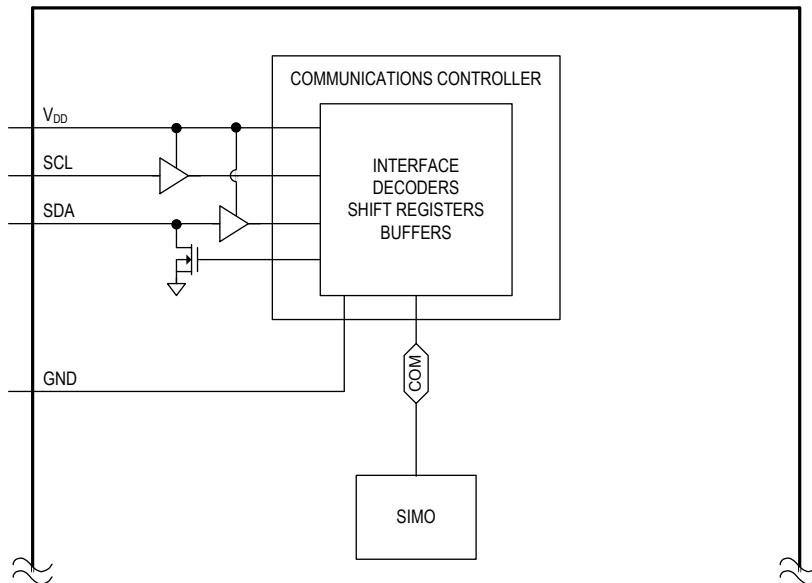 COMMUNICATIONS CONTROLLER
VDD
SCL
SDA
INTERFACE
DECODERS
SHIFT REGISTERS
BUFFERS
GND
COM
SIMO